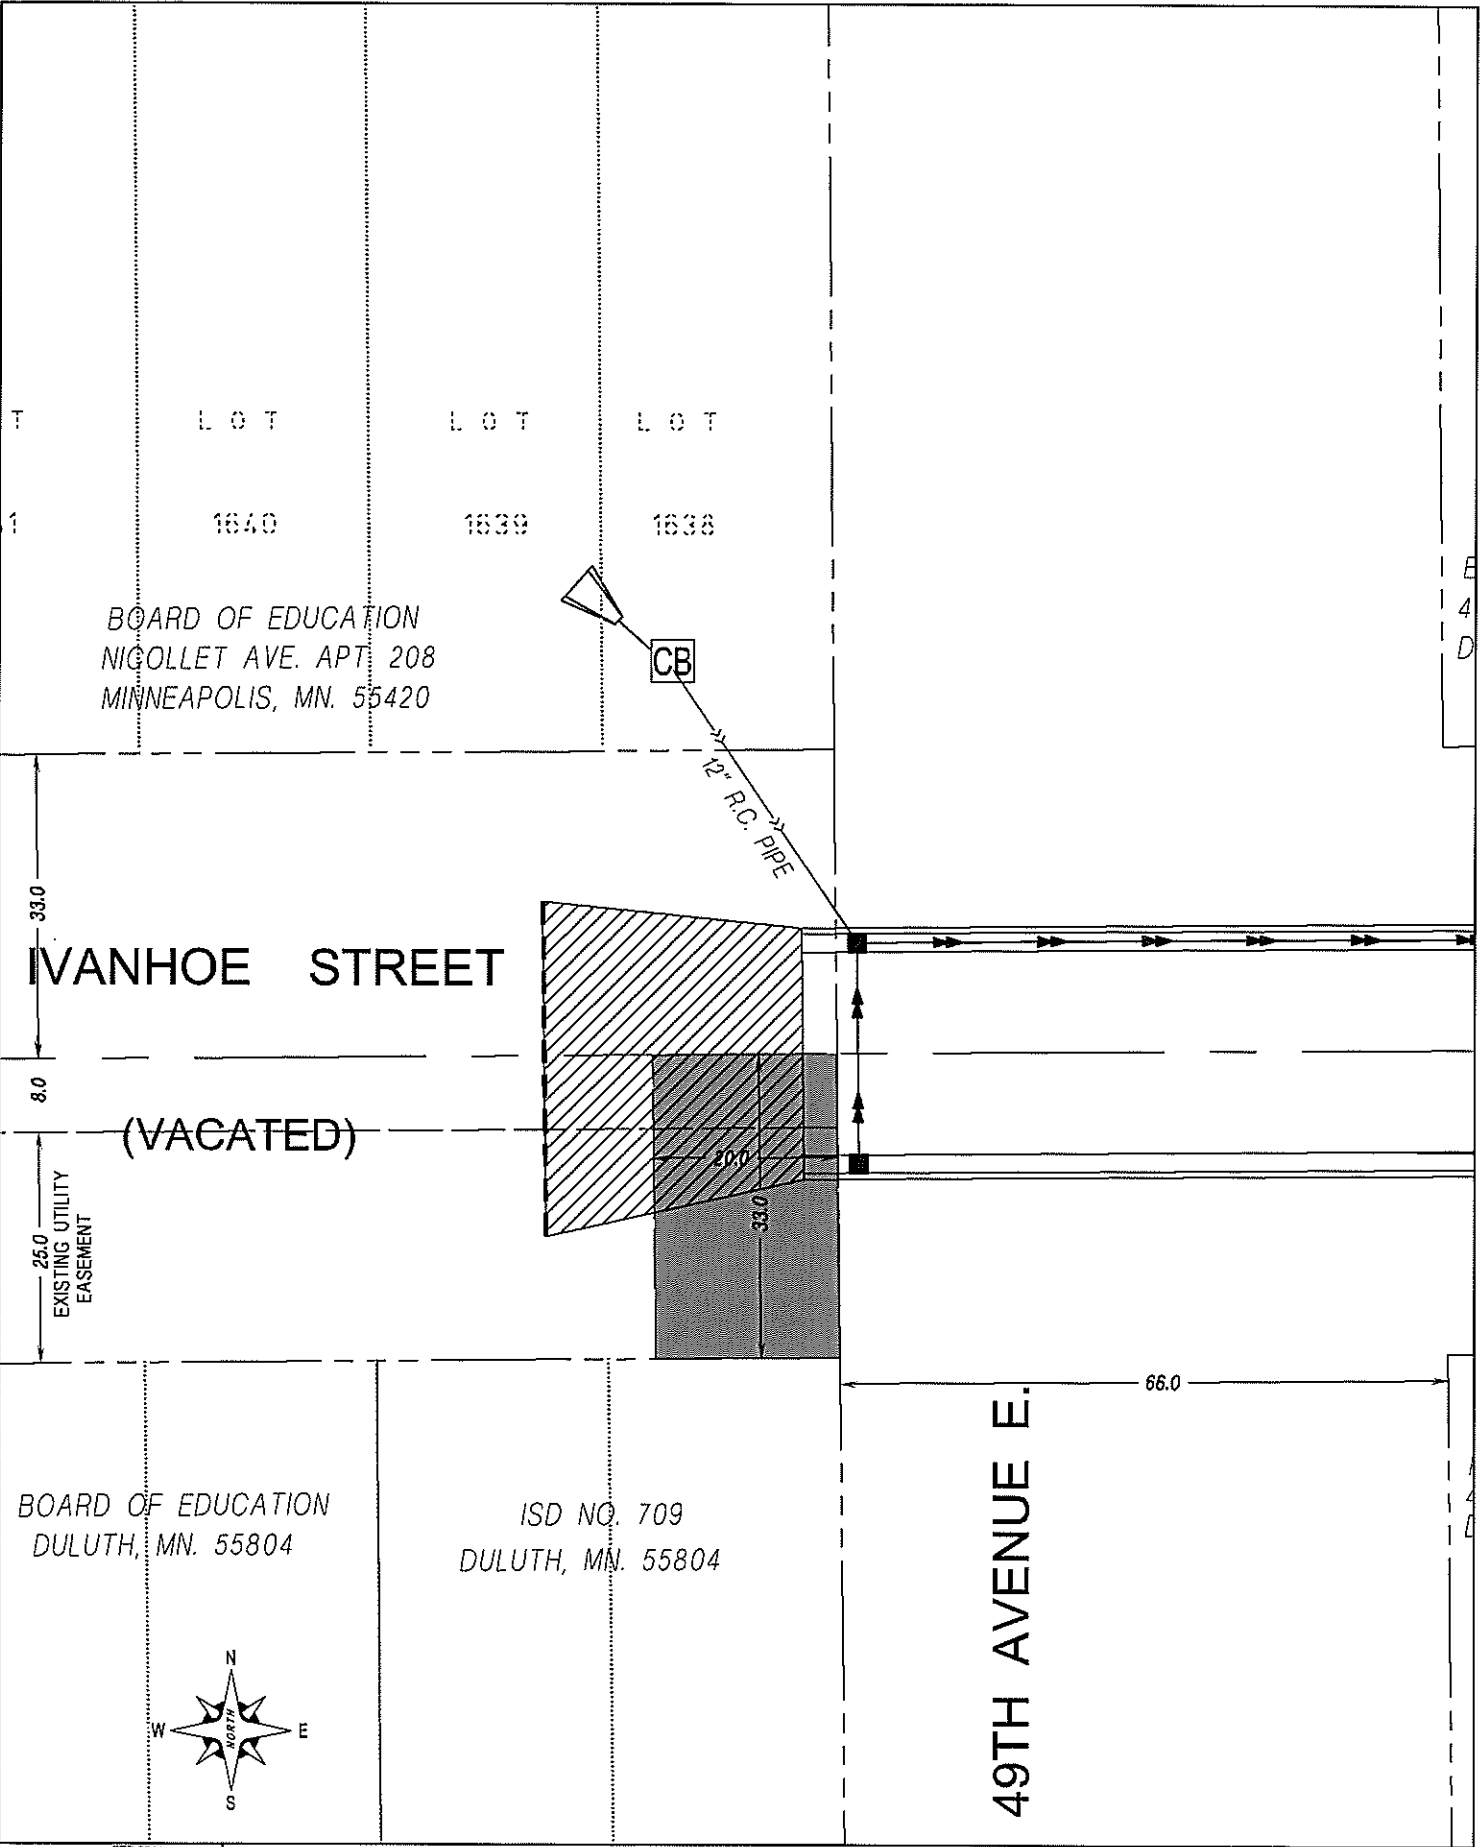 T
LOT
LOT
LOT
1
1640
1639
1638
BOARD OF EDUCATION
NICOLLET AVE. APT 208
MINNEAPOLIS, MN. 55420
CB
12" R.C. PIPE
33.0
IVANHOE STREET
8.0
(VACATED)
20.0
33.0
25.0
EXISTING UTILITY
EASEMENT
66.0
49TH AVENUE E.
BOARD OF EDUCATION
DULUTH, MN. 55804
ISD NO. 709
DULUTH, MN. 55804
N
W
NORTH
E
S
4
D